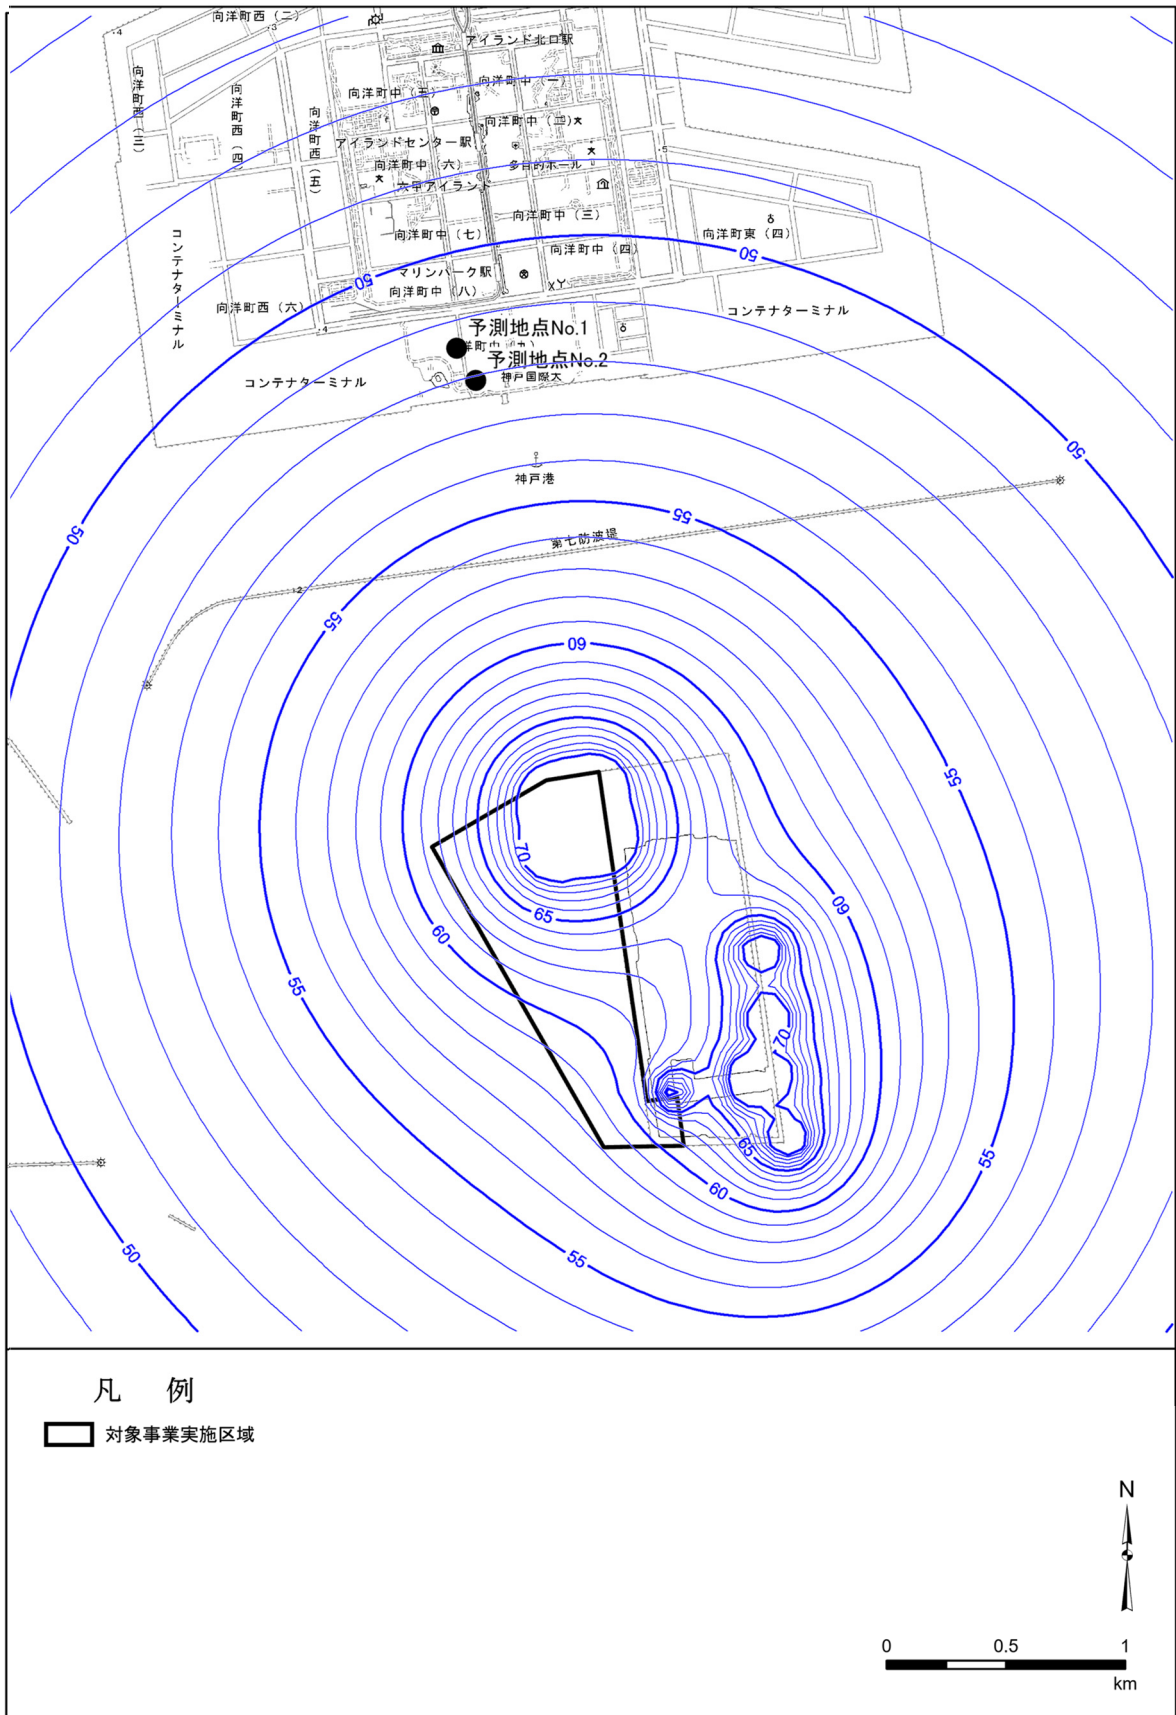 向洋町西（二）
アイランド北口駅
向洋町西（三）
向洋町西（四）
向洋町西（五）
向洋町中（五）
向洋町中（一）
向洋町中（二）
アイランドセンター駅
向洋町中（六）
多目的ホール
六甲アイランド
向洋町中（三）
向洋町中（七）
向洋町中（四）
向洋町東（四）
マリンパーク駅
向洋町中（八）
向洋町西（六）
コンテナターミナル
コンテナターミナル
コンテナターミナル
予測地点No.1
予測地点No.2
神戸国際大
神戸港
第七防波堤
50
50
50
50
50
55
55
55
55
55
55
60
60
60
60
65
65
70
70
-4
-3
-5
-4
-2
凡 例
対象事業実施区域
N
0 0.5 1
km